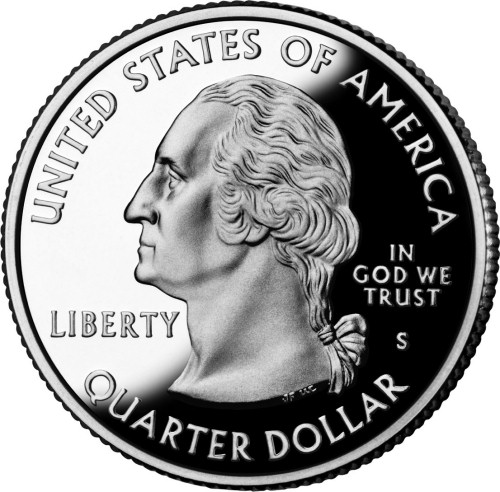 UNITED STATES OF AMERICA
LIBERTY
IN
GOD WE
TRUST
S
QUARTER DOLLAR